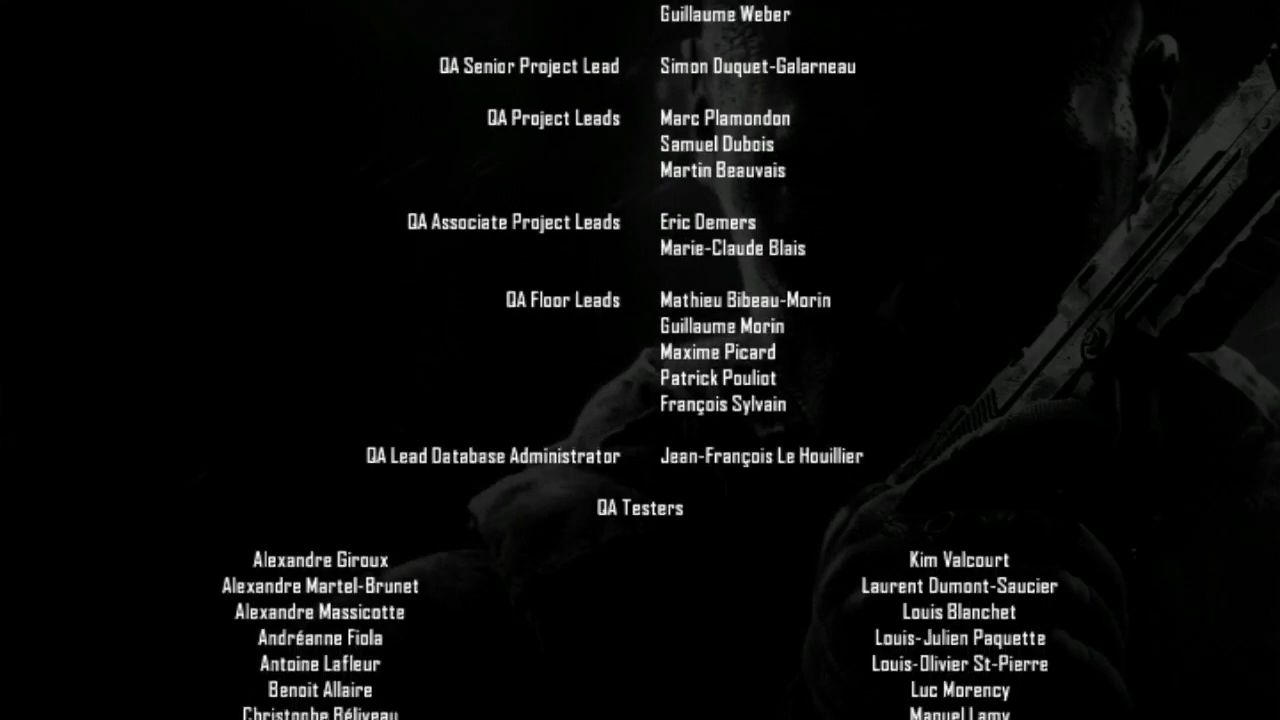 Guillaume Weber
QA Senior Project Lead Simon Duquet-Galarneau
QA Project Leads Marc Plamondon
Samuel Dubois
Martin Beauvais
QA Associate Project Leads Eric Demers
Marie-Claude Blais
QA Floor Leads Mathieu Bibeau-Morin
Guillaume Morin
Maxime Picard
Patrick Pouliot
François Sylvain
QA Lead Database Administrator Jean-François Le Houillier
QA Testers
Alexandre Giroux Kim Valcourt
Alexandre Martel-Brunet Laurent Dumont-Saucier
Alexandre Massicotte Louis Blanchet
Andréanne Fiola Louis-Julien Paquette
Antoine Lafleur Louis-Olivier St-Pierre
Benoit Allaire Luc Morency
Christophe Béliveau Manuel Lamy